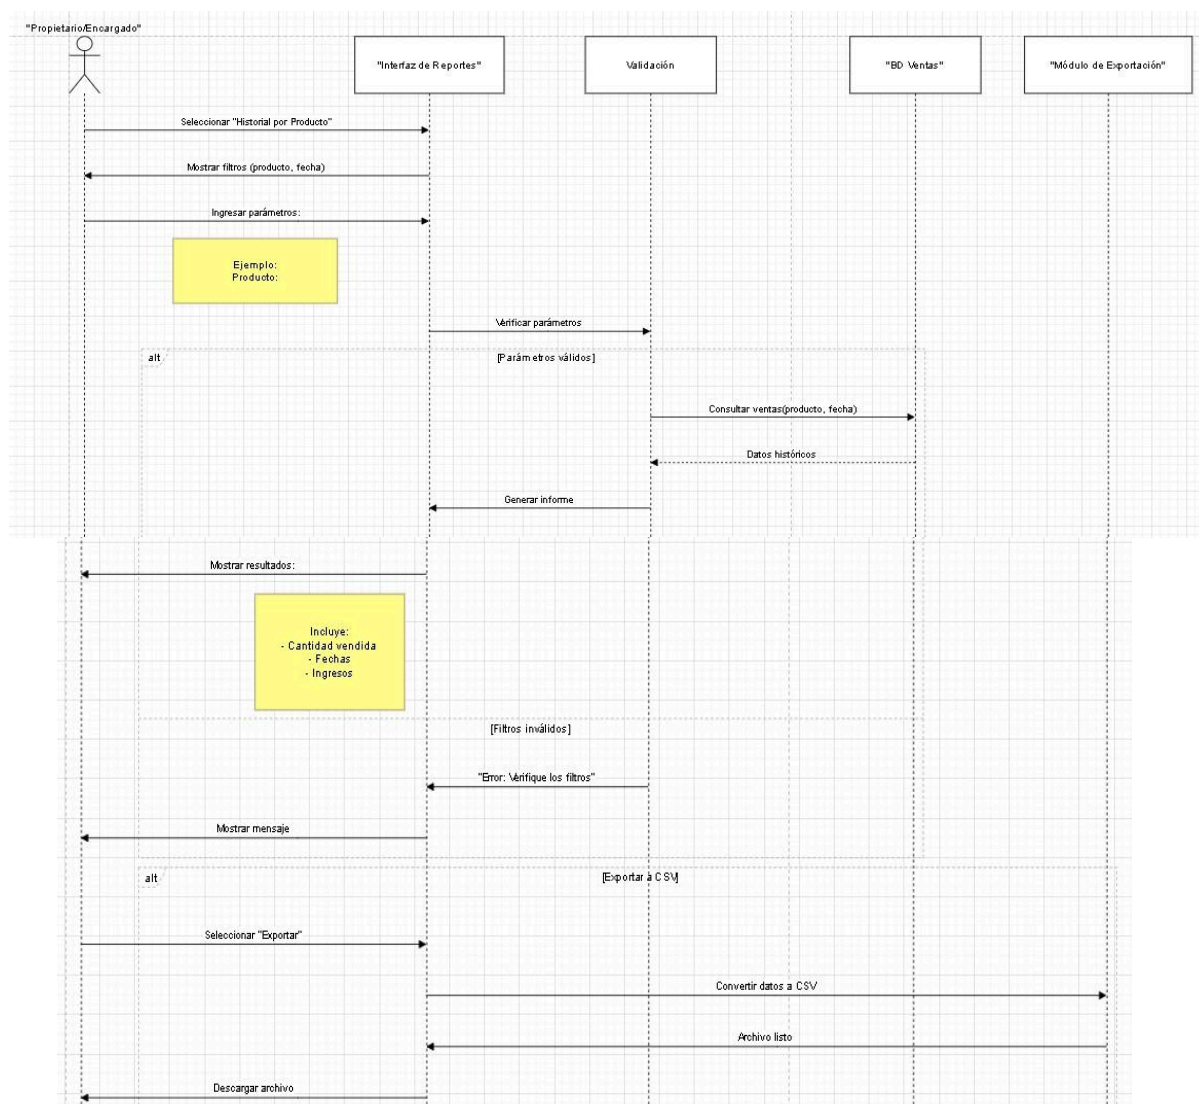 "Propietario/Encargado"
"Interfaz de Reportes"
Validación
"BD Ventas"
"Módulo de Exportación"
Seleccionar "Historial por Producto"
Mostrar filtros (producto, fecha)
Ingresar parámetros:
Ejemplo:
Producto:
Verificar parámetros
alt
[Parámetros válidos]
Consultar ventas(producto, fecha)
Datos históricos
Generar informe
Mostrar resultados:
Incluye:
- Cantidad vendida
- Fechas
- Ingresos
[Filtros inválidos]
"Error: Verifique los filtros"
Mostrar mensaje
alt
[Exportar a CSV]
Seleccionar "Exportar"
Convertir datos a CSV
Archivo listo
Descargar archivo